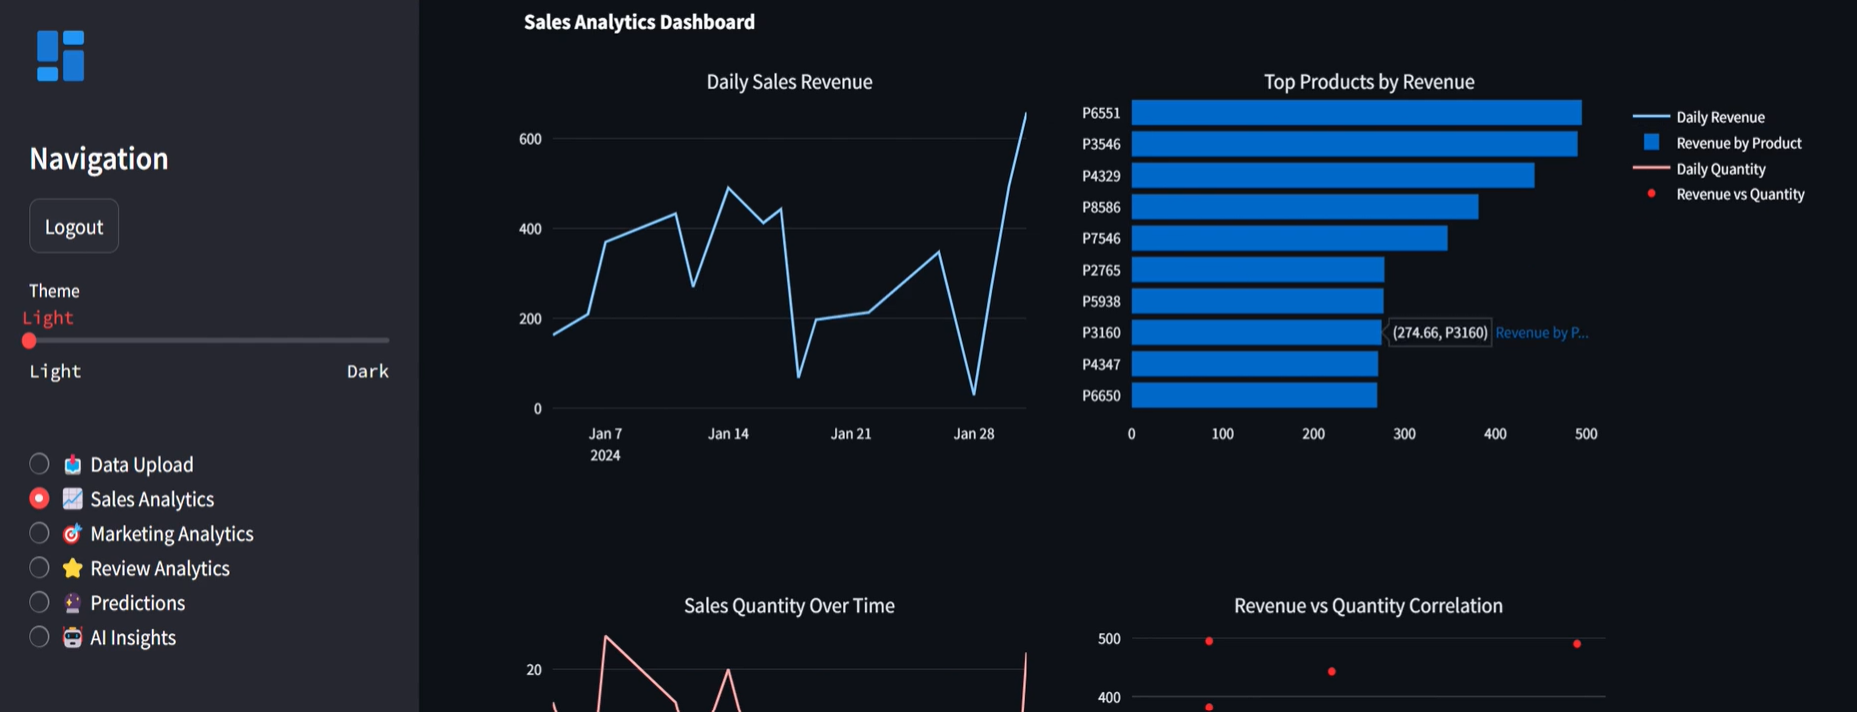 Navigation
Logout
Theme
Light
Light Dark
Data Upload
Sales Analytics
Marketing Analytics
Review Analytics
Predictions
AI Insights
Sales Analytics Dashboard
Daily Sales Revenue
600
400
200
0
Jan 7
2024
Jan 14
Jan 21
Jan 28
Top Products by Revenue
P6551
P3546
P4329
P8586
P7546
P2765
P5938
P3160
(274.66, P3160) Revenue by P...
P4347
P6650
0 100 200 300 400 500
Daily Revenue
Revenue by Product
Daily Quantity
Revenue vs Quantity
Sales Quantity Over Time
20
Revenue vs Quantity Correlation
500
400